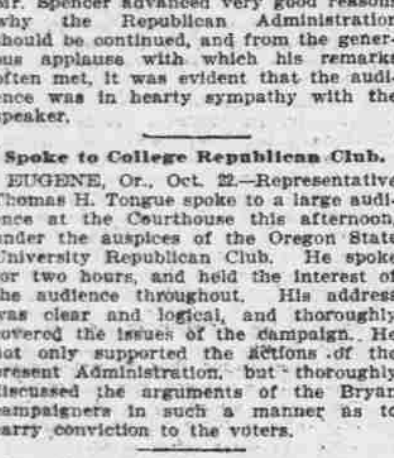 Mr. Spencer advanced very good reasons
why the Republican Administration
should be continued, and from the gener-
ous applause with which his remarks
often met, it was evident that the audi-
ence was in hearty sympathy with the
speaker.
Spoke to College Republican Club.
EUGENE, Or., Oct. 22.—Representative
Thomas H. Tongue spoke to a large audi-
ence at the Courthouse this afternoon,
under the auspices of the Oregon State
University Republican Club. He spoke
for two hours, and held the interest of
the audience throughout. His address
was clear and logical, and thoroughly
covered the issues of the campaign. He
not only supported the actions of the
present Administration, but thoroughly
discussed the arguments of the Bryan
campaigners in such a manner as to
carry conviction to the voters.